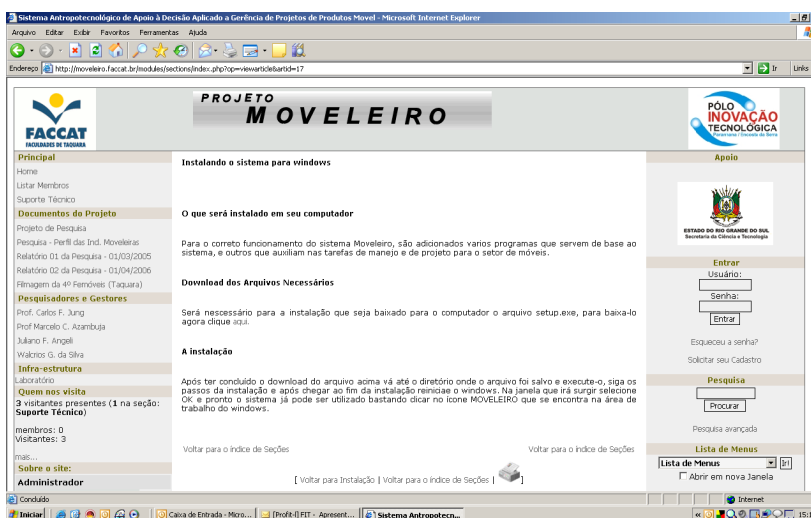 Sistema Antropotecnológico de Apoio à Decisão Aplicado a Gerência de Projetos de Produtos Movel - Microsoft Internet Explorer
Arquivo Editar Exibir Favoritos Ferramentas Ajuda
Endereço http://moveleiro.faccat.br/modules/sections/index.php?op=viewarticle&artid=17 Ir Links
FACCAT
FACULDADES DE TAQUARA
PROJETO
MOVELEIRO
PÓLO
INOVAÇÃO
TECNOLÓGICA
Paranhana / Encosta da Serra
Principal
Home
Listar Membros
Suporte Técnico
Documentos do Projeto
Projeto de Pesquisa
Pesquisa - Perfil das Ind. Moveleiras
Relatório 01 da Pesquisa - 01/03/2005
Relatório 02 da Pesquisa - 01/04/2006
Filmagem da 4º Femóveis (Taquara)
Pesquisadores e Gestores
Prof. Carlos F. Jung
Prof Marcelo C. Azambuja
Juliano F. Angeli
Walcrios G. da Silva
Infra-estrutura
Laboratório
Quem nos visita
3 visitantes presentes (1 na seção:
Suporte Técnico)
membros: 0
Visitantes: 3
mais...
Sobre o site:
Administrador
Instalando o sistema para windows
O que será instalado em seu computador
Para o correto funcionamento do sistema Moveleiro, são adicionados varios programas que servem de base ao
sistema, e outros que auxiliam nas tarefas de manejo e de projeto para o setor de móveis.
Download dos Arquivos Necessários
Será nescessário para a instalação que seja baixado para o computador o arquivo setup.exe, para baixa-lo
agora clique aqui.
A instalação
Após ter concluído o download do arquivo acima vá até o diretório onde o arquivo foi salvo e execute-o, siga os
passos da instalação e após chegar ao fim da instalação reiniciae o windows. Na janela que irá surgir selecione
OK e pronto o sistema já pode ser utilizado bastando clicar no ícone MOVELEIRO que se encontra na área de
trabalho do windows.
Voltar para o índice de Seções Voltar para o índice de Seções
[ Voltar para Instalação | Voltar para o índice de Seções | ]
Apoio
ESTADO DO RIO GRANDE DO SUL
Secretaria da Ciência e Tecnologia
Entrar
Usuário:
Senha:
Entrar
Esqueceu a senha?
Solicitar seu Cadastro
Pesquisa
Procurar
Pesquisa avançada
Lista de Menus
Lista de Menus Ir!
Abrir em nova Janela
Concluído Internet
Iniciar Caixa de Entrada - Micro... [Profit-l] FIT - Apresent... Sistema Antropotecn... 15:1